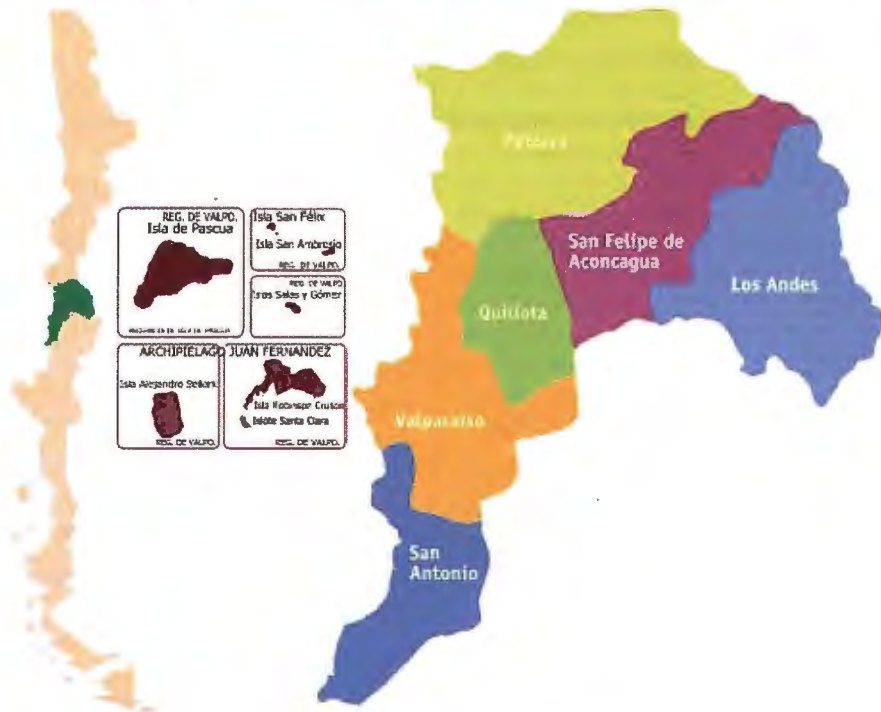 REG. DE VALPO.
Isla de Pascua
Isla San Félix
Isla San Ambrosio
REG. DE VALPO.
REG. DE VALPO
Islas Salas y Gómez
ARCHIPIELAGO JUAN FERNANDEZ
Isla Alejandro Selkirk
REG. DE VALPO.
Isla Robinson Crusoe
Islote Santa Clara
REG. DE VALPO.
Petorca
San Felipe de
Aconcagua
Los Andes
Quillota
Valparaíso
San
Antonio